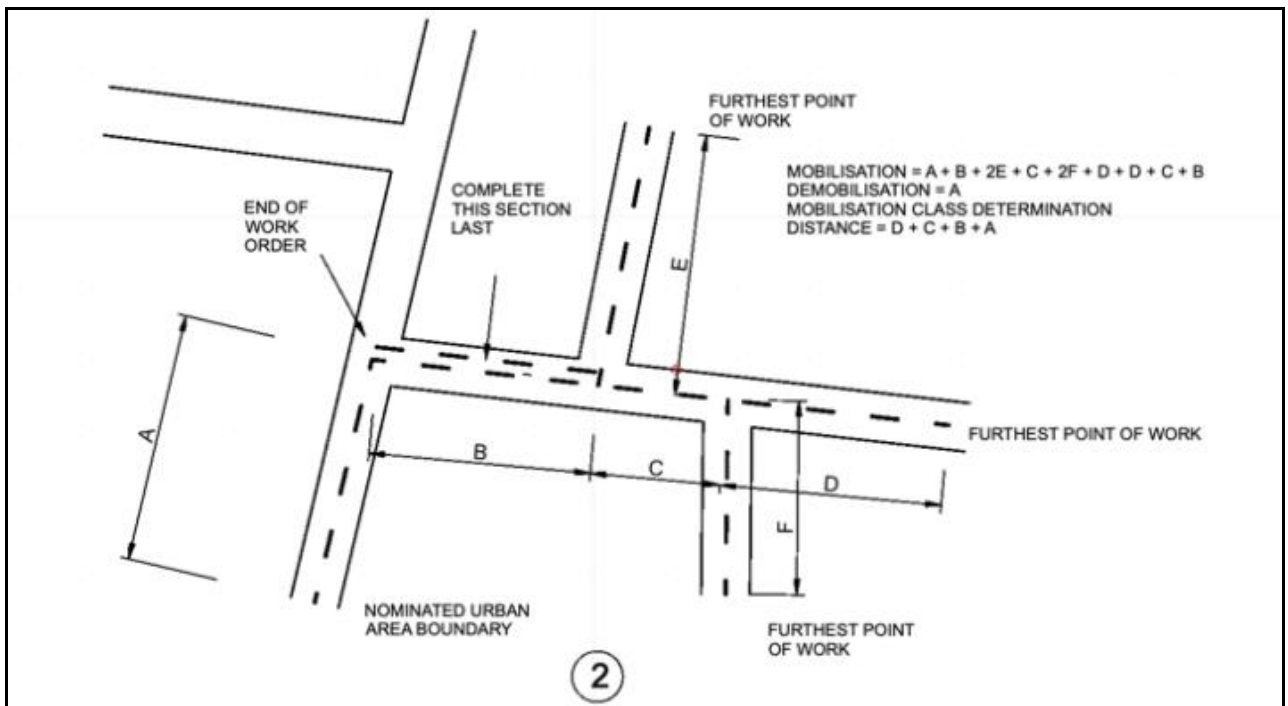 FURTHEST POINT
OF WORK
MOBILISATION = A + B + 2E + C + 2F + D + D + C + B
DEMOBILISATION = A
MOBILISATION CLASS DETERMINATION
DISTANCE = D + C + B + A
COMPLETE
THIS SECTION
LAST
END OF
WORK
ORDER
E
A
B
C
D
F
FURTHEST POINT OF WORK
NOMINATED URBAN
AREA BOUNDARY
FURTHEST POINT
OF WORK
2